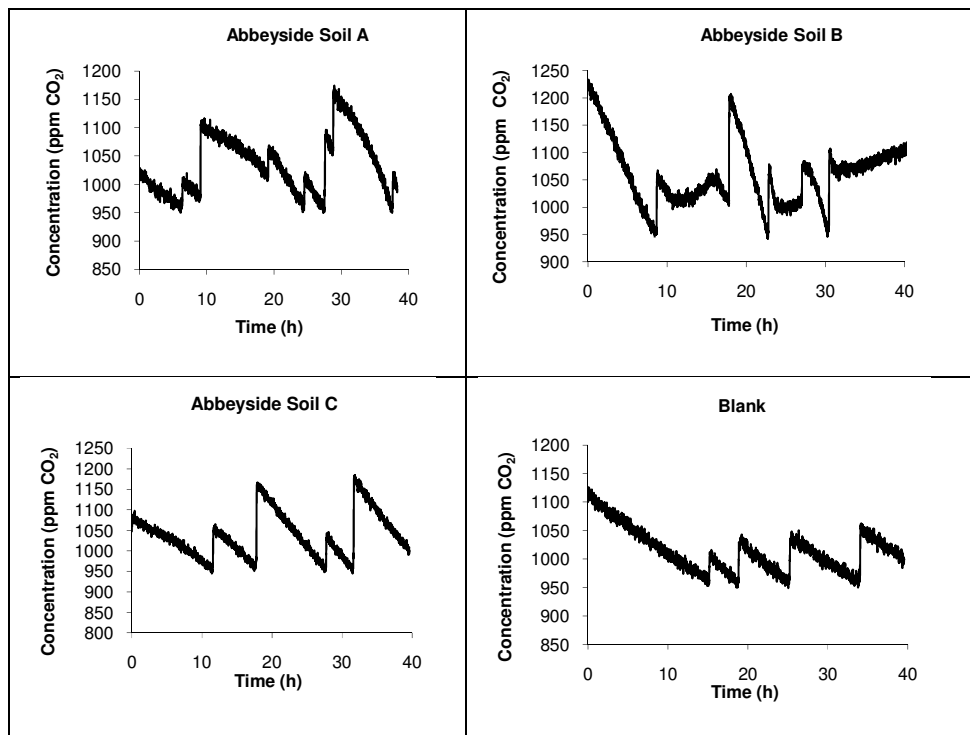 Abbeyside Soil A
Concentration (ppm CO₂)
1200
1150
1100
1050
1000
950
900
850
0 10 20 30 40
Time (h)
Abbeyside Soil B
Concentration (ppm CO₂)
1250
1200
1150
1100
1050
1000
950
900
0 10 20 30 40
Time (h)
Abbeyside Soil C
Concentration (ppm CO₂)
1250
1200
1150
1100
1050
1000
950
900
850
800
0 10 20 30 40
Time (h)
Blank
Concentration (ppm CO₂)
1200
1150
1100
1050
1000
950
900
850
0 10 20 30 40
Time (h)